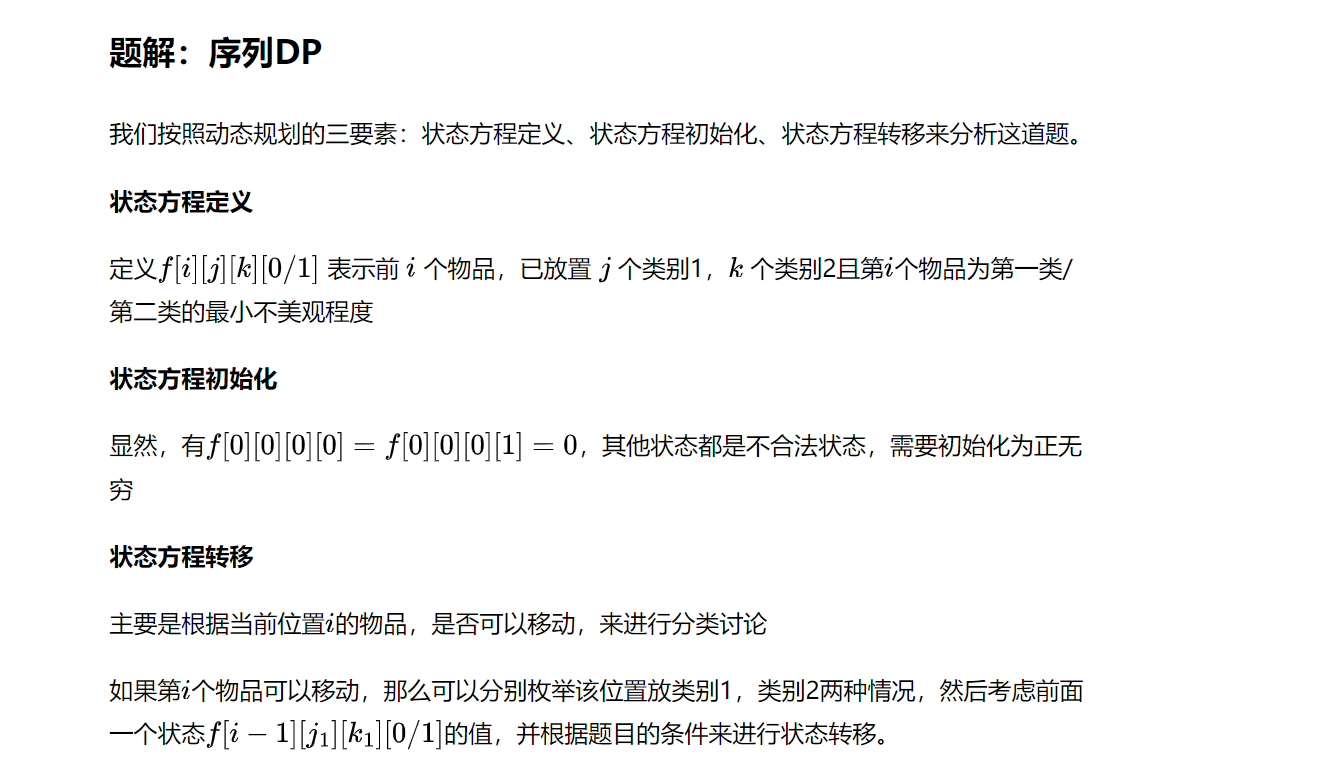 题解：序列DP
我们按照动态规划的三要素：状态方程定义、状态方程初始化、状态方程转移来分析这道题。
状态方程定义
定义f[i][j][k][0/1] 表示前 i 个物品，已放置 j 个类别1，k 个类别2且第i个物品为第一类/
第二类的最小不美观程度
状态方程初始化
显然，有f[0][0][0][0] = f[0][0][0][1] = 0，其他状态都是不合法状态，需要初始化为正无
穷
状态方程转移
主要是根据当前位置i的物品，是否可以移动，来进行分类讨论
如果第i个物品可以移动，那么可以分别枚举该位置放类别1，类别2两种情况，然后考虑前面
一个状态f[i − 1][j₁][k₁][0/1]的值，并根据题目的条件来进行状态转移。